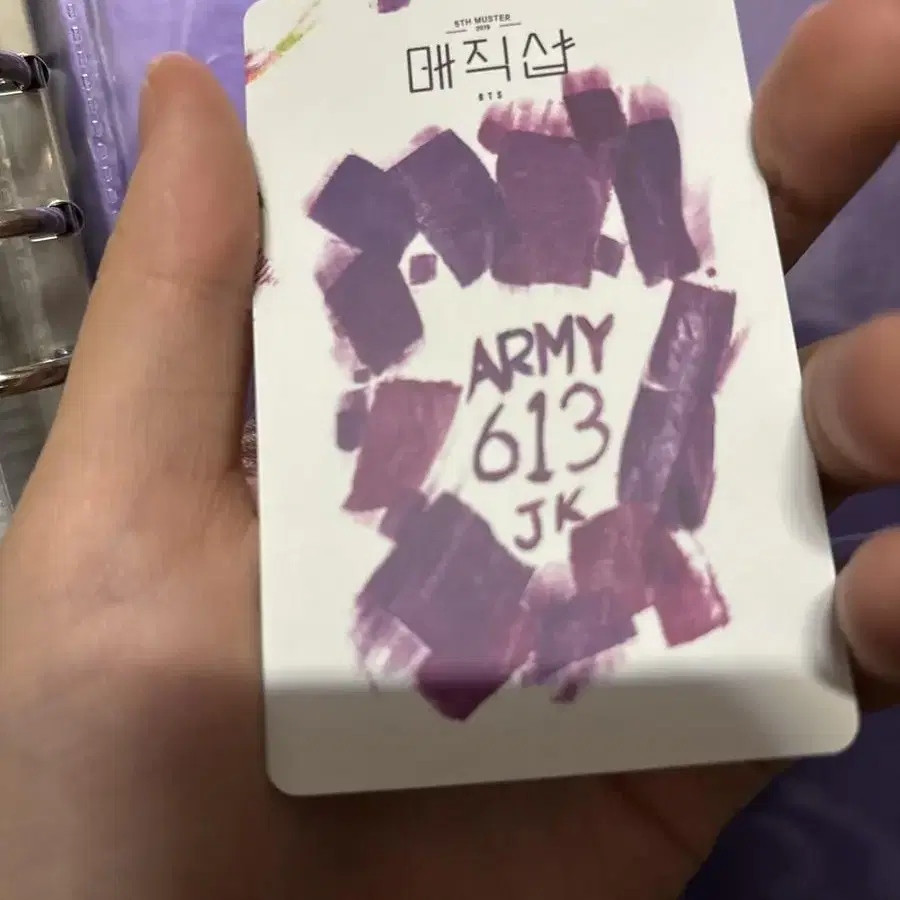 5TH MUSTER
2019
매직샵
BTS
ARMY
613
JK